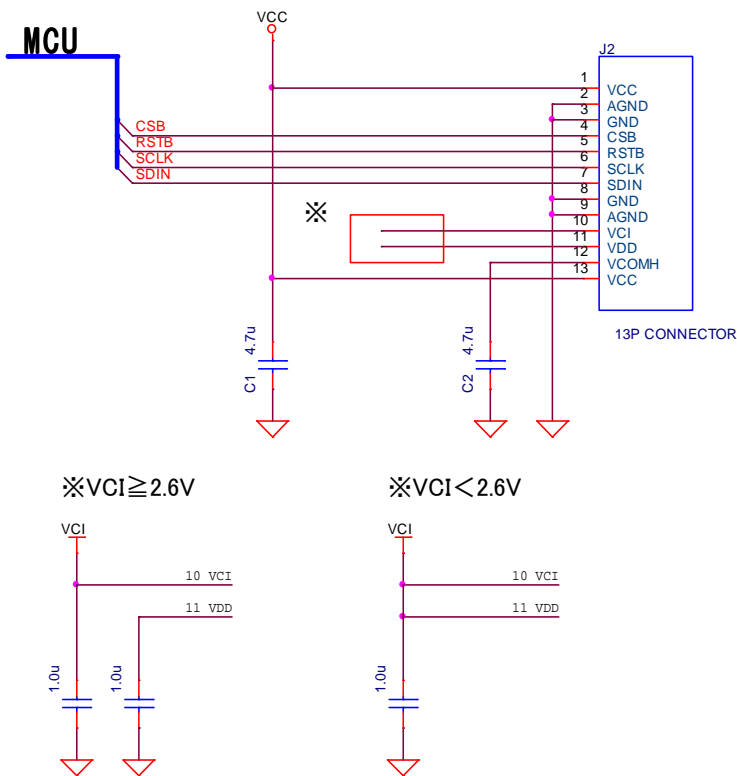 VCC
MCU
J2
1 VCC
2 AGND
3 GND
CSB 4 CSB
RSTB 5 RSTB
SCLK 6 SCLK
SDIN 7 SDIN
8 GND
9 AGND
※ 10 VCI
11 VDD
12 VCOMH
13 VCC
13P CONNECTOR
4.7u
C1
4.7u
C2
※VCI≧2.6V
※VCI＜2.6V
VCI
10 VCI
11 VDD
1.0u
1.0u
VCI
10 VCI
11 VDD
1.0u